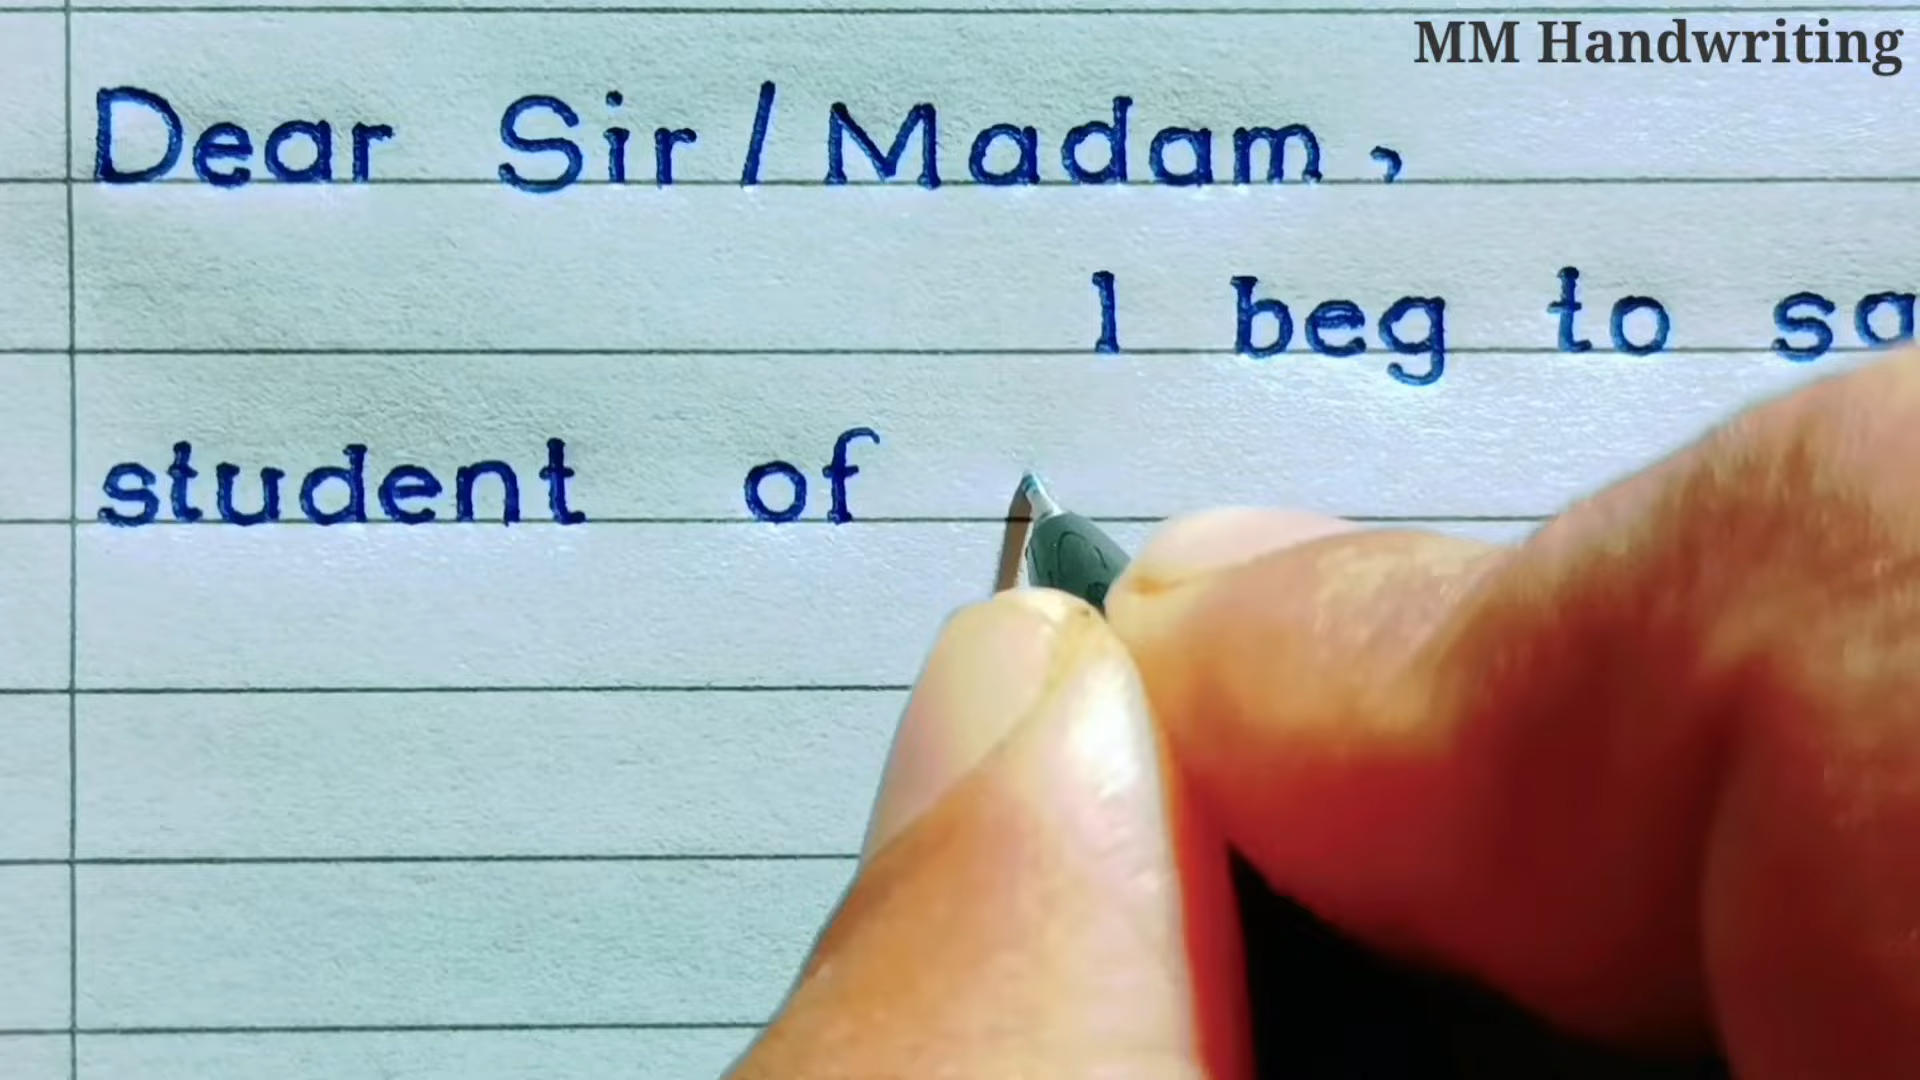 MM Handwriting
Dear Sir/Madam,
I beg to
student of